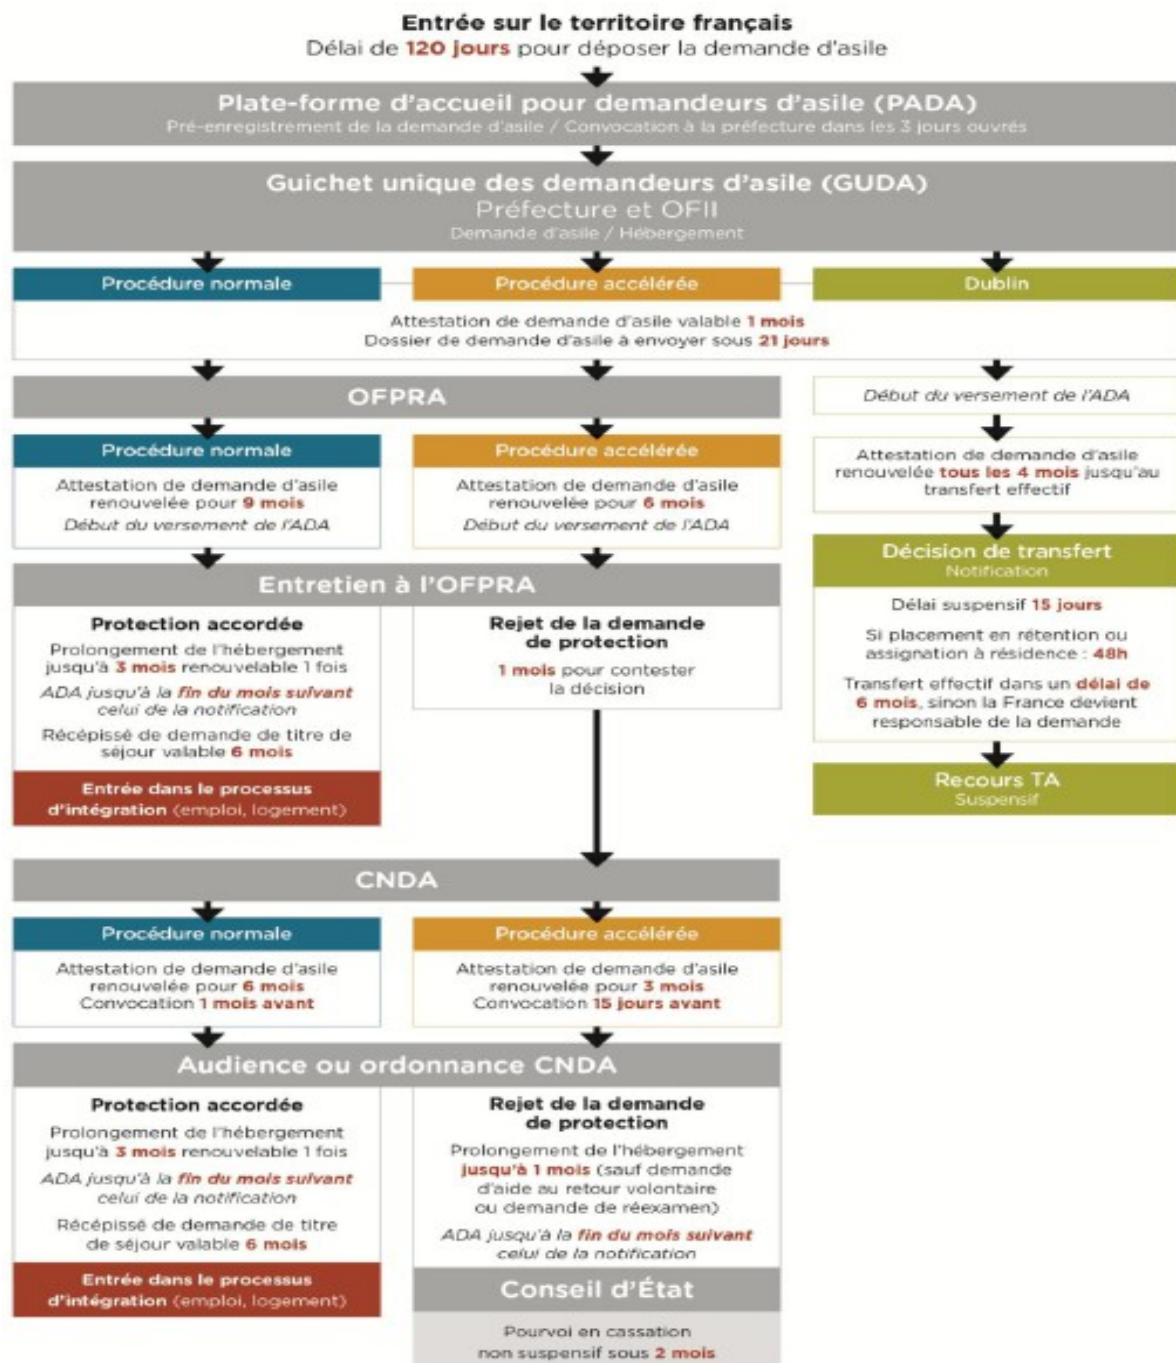 Entrée sur le territoire français
Délai de 120 jours pour déposer la demande d'asile
Plate-forme d'accueil pour demandeurs d'asile (PADA)
Pré-enregistrement de la demande d'asile / Convocation à la préfecture dans les 3 jours ouvrés
Guichet unique des demandeurs d'asile (GUDA)
Préfecture et OFII
Demande d'asile / Hébergement
Procédure normale
Procédure accélérée
Dublin
Attestation de demande d'asile valable 1 mois
Dossier de demande d'asile à envoyer sous 21 jours
OFPRA
Procédure normale
Attestation de demande d'asile
renouvelée pour 9 mois
Début du versement de l'ADA
Procédure accélérée
Attestation de demande d'asile
renouvelée pour 6 mois
Début du versement de l'ADA
Début du versement de l'ADA
Attestation de demande d'asile
renouvelée tous les 4 mois jusqu'au
transfert effectif
Décision de transfert
Notification
Délai suspensif 15 jours
Si placement en rétention ou
assignation à résidence : 48h
Transfert effectif dans un délai de
6 mois, sinon la France devient
responsable de la demande
Recours TA
Suspensif
Entretien à l'OFPRA
Protection accordée
Prolongement de l'hébergement
jusqu'à 3 mois renouvelable 1 fois
ADA jusqu'à la fin du mois suivant
celui de la notification
Récépissé de demande de titre de
séjour valable 6 mois
Entrée dans le processus
d'intégration (emploi, logement)
Rejet de la demande
de protection
1 mois pour contester
la décision
CNDA
Procédure normale
Attestation de demande d'asile
renouvelée pour 6 mois
Convocation 1 mois avant
Procédure accélérée
Attestation de demande d'asile
renouvelée pour 3 mois
Convocation 15 jours avant
Audience ou ordonnance CNDA
Protection accordée
Prolongement de l'hébergement
jusqu'à 3 mois renouvelable 1 fois
ADA jusqu'à la fin du mois suivant
celui de la notification
Récépissé de demande de titre
de séjour valable 6 mois
Entrée dans le processus
d'intégration (emploi, logement)
Rejet de la demande
de protection
Prolongement de l'hébergement
jusqu'à 1 mois (sauf demande
d'aide au retour volontaire
ou demande de réexamen)
ADA jusqu'à la fin du mois suivant
celui de la notification
Conseil d'État
Pourvoi en cassation
non suspensif sous 2 mois